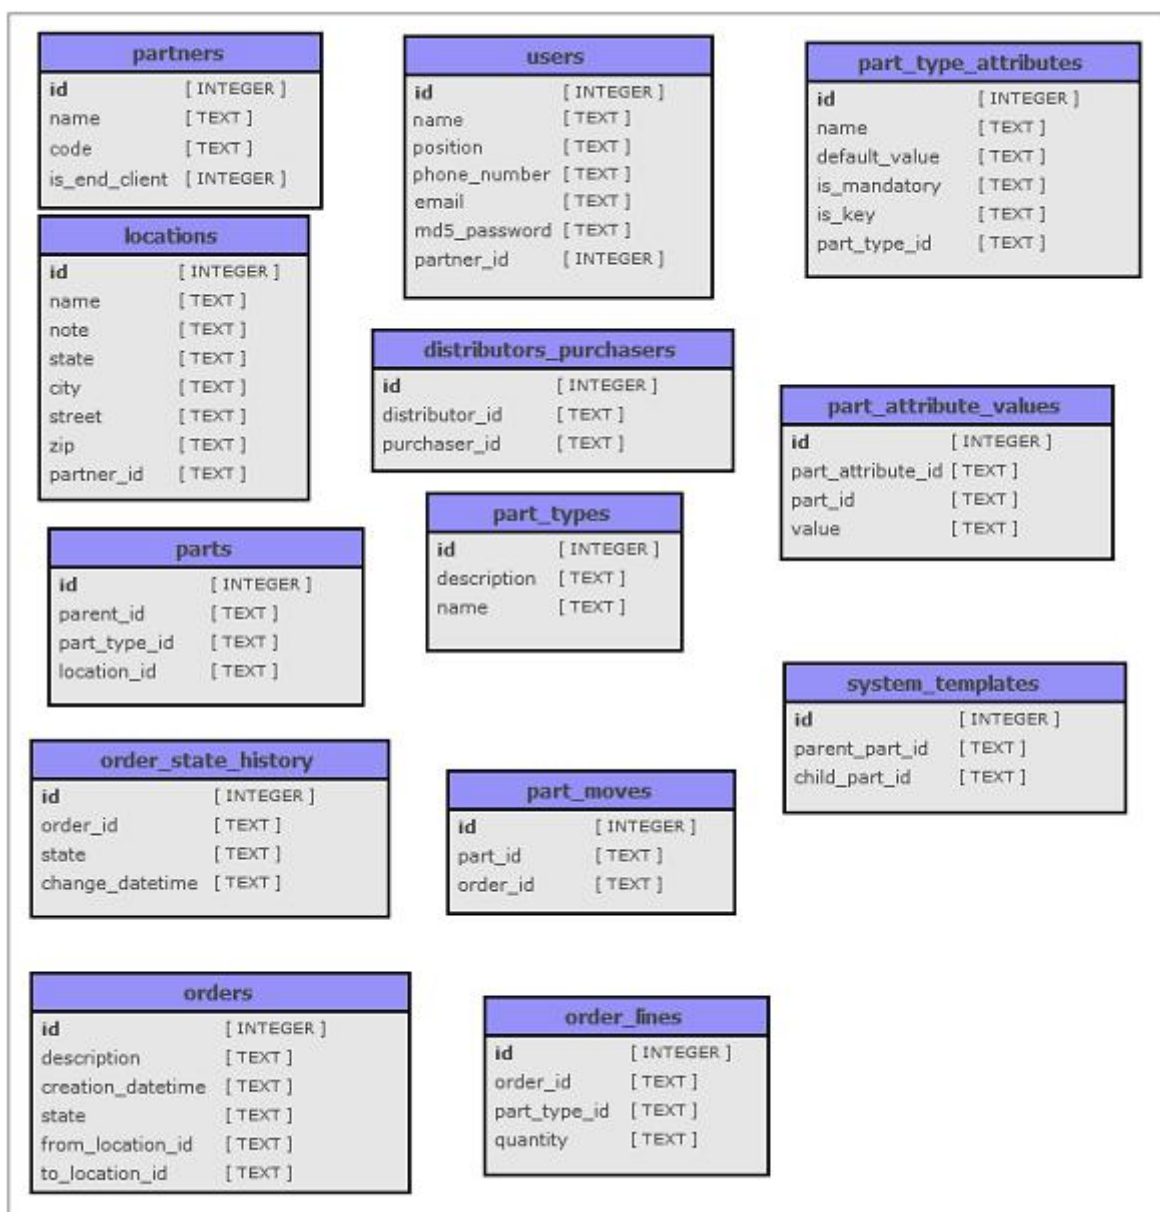 partners
id [ INTEGER ]
name [ TEXT ]
code [ TEXT ]
is_end_client [ INTEGER ]
locations
id [ INTEGER ]
name [ TEXT ]
note [ TEXT ]
state [ TEXT ]
city [ TEXT ]
street [ TEXT ]
zip [ TEXT ]
partner_id [ TEXT ]
users
id [ INTEGER ]
name [ TEXT ]
position [ TEXT ]
phone_number [ TEXT ]
email [ TEXT ]
md5_password [ TEXT ]
partner_id [ INTEGER ]
part_type_attributes
id [ INTEGER ]
name [ TEXT ]
default_value [ TEXT ]
is_mandatory [ TEXT ]
is_key [ TEXT ]
part_type_id [ TEXT ]
distributors_purchasers
id [ INTEGER ]
distributor_id [ TEXT ]
purchaser_id [ TEXT ]
part_attribute_values
id [ INTEGER ]
part_attribute_id [ TEXT ]
part_id [ TEXT ]
value [ TEXT ]
parts
id [ INTEGER ]
parent_id [ TEXT ]
part_type_id [ TEXT ]
location_id [ TEXT ]
part_types
id [ INTEGER ]
description [ TEXT ]
name [ TEXT ]
system_templates
id [ INTEGER ]
parent_part_id [ TEXT ]
child_part_id [ TEXT ]
order_state_history
id [ INTEGER ]
order_id [ TEXT ]
state [ TEXT ]
change_datetime [ TEXT ]
part_moves
id [ INTEGER ]
part_id [ TEXT ]
order_id [ TEXT ]
orders
id [ INTEGER ]
description [ TEXT ]
creation_datetime [ TEXT ]
state [ TEXT ]
from_location_id [ TEXT ]
to_location_id [ TEXT ]
order_lines
id [ INTEGER ]
order_id [ TEXT ]
part_type_id [ TEXT ]
quantity [ TEXT ]